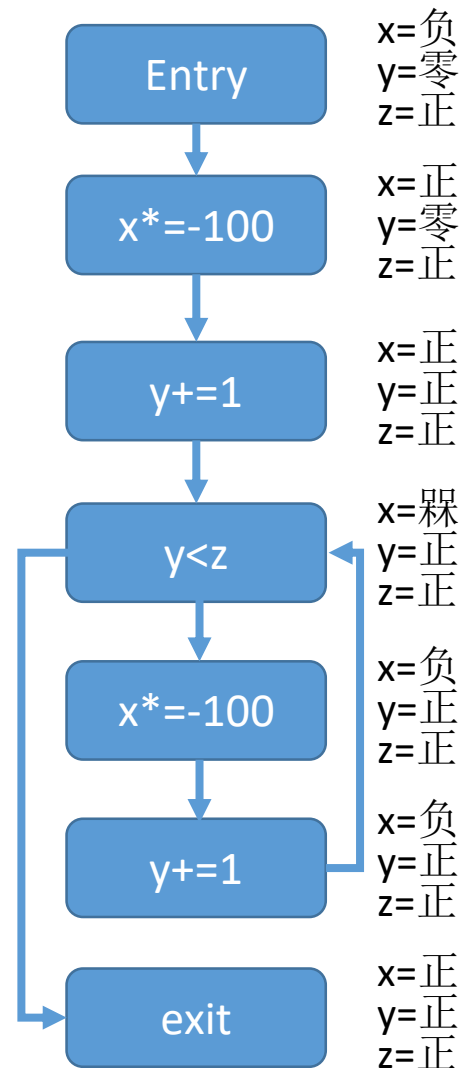 Entry
x=负
y=零
z=正
x*=-100
x=正
y=零
z=正
y+=1
x=正
y=正
z=正
y<z
x=槑
y=正
z=正
x*=-100
x=负
y=正
z=正
y+=1
x=负
y=正
z=正
exit
x=正
y=正
z=正